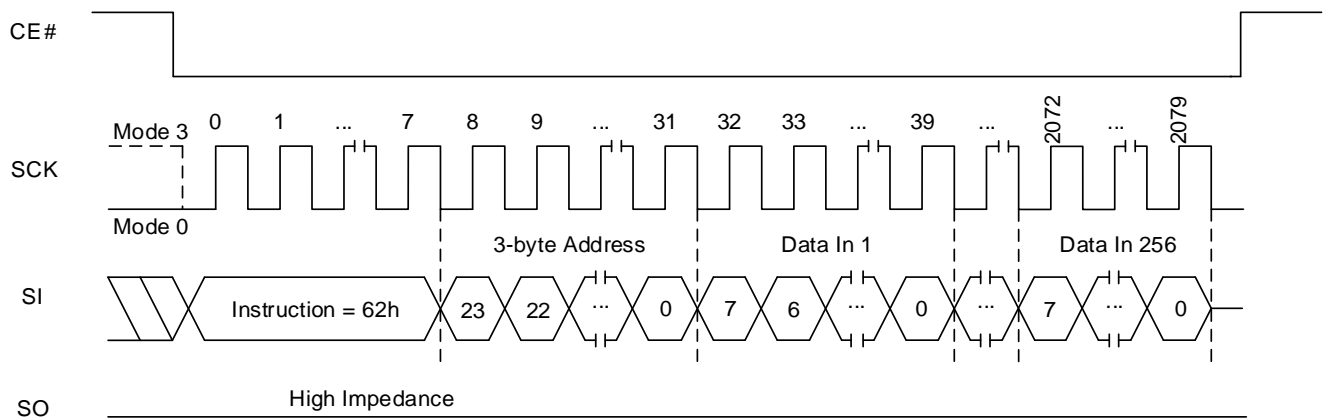 CE#
0 1 ... 7 8 9 ... 31 32 33 ... 39 ... 2072 ... 2079
Mode 3
SCK
Mode 0
3-byte Address Data In 1 Data In 256
SI
Instruction = 62h 23 22 ... 0 7 6 ... 0 ... 7 ... 0
High Impedance
SO